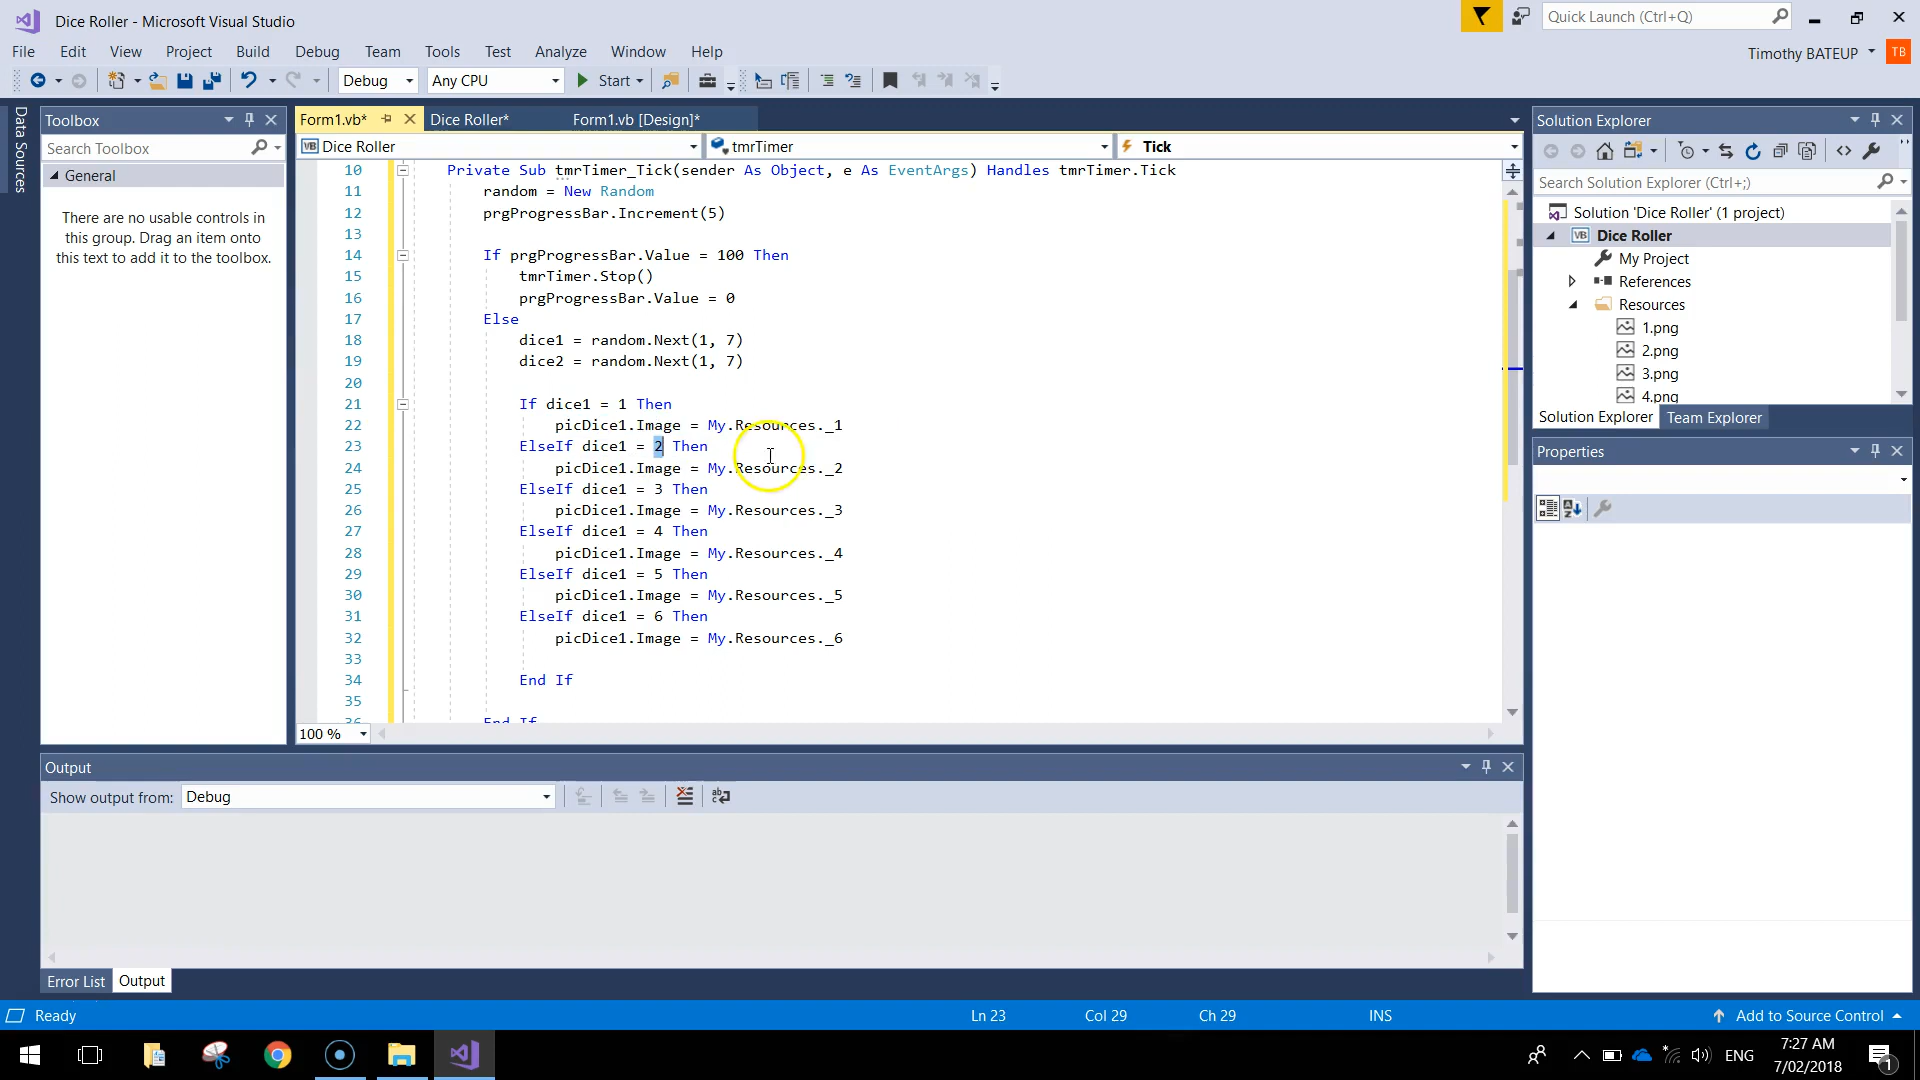 Dice Roller - Microsoft Visual Studio
Quick Launch (Ctrl+Q)
File Edit View Project Build Debug Team Tools Test Analyze Window Help
Timothy BATEUP TB
Debug Any CPU Start
Data Sources
Toolbox
Search Toolbox
General
There are no usable controls in
this group. Drag an item onto
this text to add it to the toolbox.
Form1.vb* Dice Roller* Form1.vb [Design]*
VB Dice Roller tmrTimer Tick
10 Private Sub tmrTimer_Tick(sender As Object, e As EventArgs) Handles tmrTimer.Tick
11 random = New Random
12 prgProgressBar.Increment(5)
13
14 If prgProgressBar.Value = 100 Then
15 tmrTimer.Stop()
16 prgProgressBar.Value = 0
17 Else
18 dice1 = random.Next(1, 7)
19 dice2 = random.Next(1, 7)
20
21 If dice1 = 1 Then
22 picDice1.Image = My.Resources._1
23 ElseIf dice1 = 2 Then
24 picDice1.Image = My.Resources._2
25 ElseIf dice1 = 3 Then
26 picDice1.Image = My.Resources._3
27 ElseIf dice1 = 4 Then
28 picDice1.Image = My.Resources._4
29 ElseIf dice1 = 5 Then
30 picDice1.Image = My.Resources._5
31 ElseIf dice1 = 6 Then
32 picDice1.Image = My.Resources._6
33
34 End If
35
36 End If
100 %
Solution Explorer
Search Solution Explorer (Ctrl+;)
Solution 'Dice Roller' (1 project)
VB Dice Roller
My Project
References
Resources
1.png
2.png
3.png
4.png
Solution Explorer Team Explorer
Properties
Output
Show output from: Debug
Error List Output
Ready Ln 23 Col 29 Ch 29 INS Add to Source Control
ENG 7:27 AM
7/02/2018
1